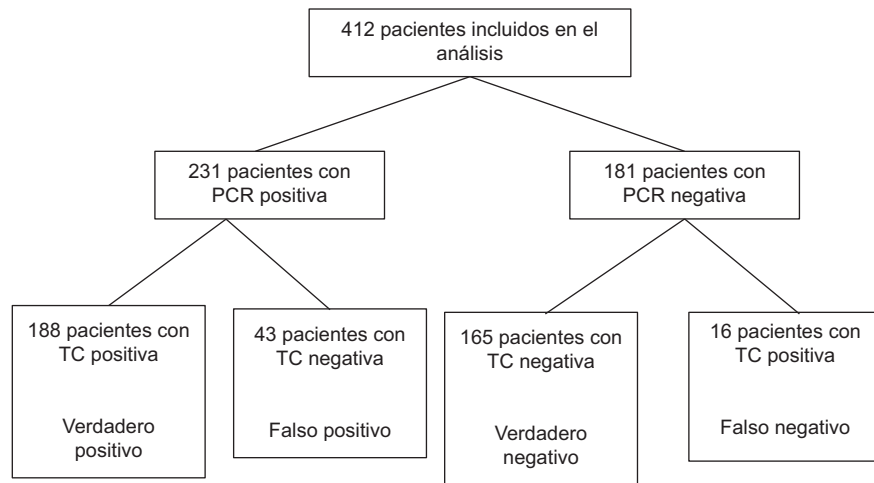 412 pacientes incluidos en el
análisis
231 pacientes con
PCR positiva
181 pacientes con
PCR negativa
188 pacientes con
TC positiva
Verdadero
positivo
43 pacientes con
TC negativa
Falso positivo
165 pacientes con
TC negativa
Verdadero
negativo
16 pacientes con
TC positiva
Falso negativo